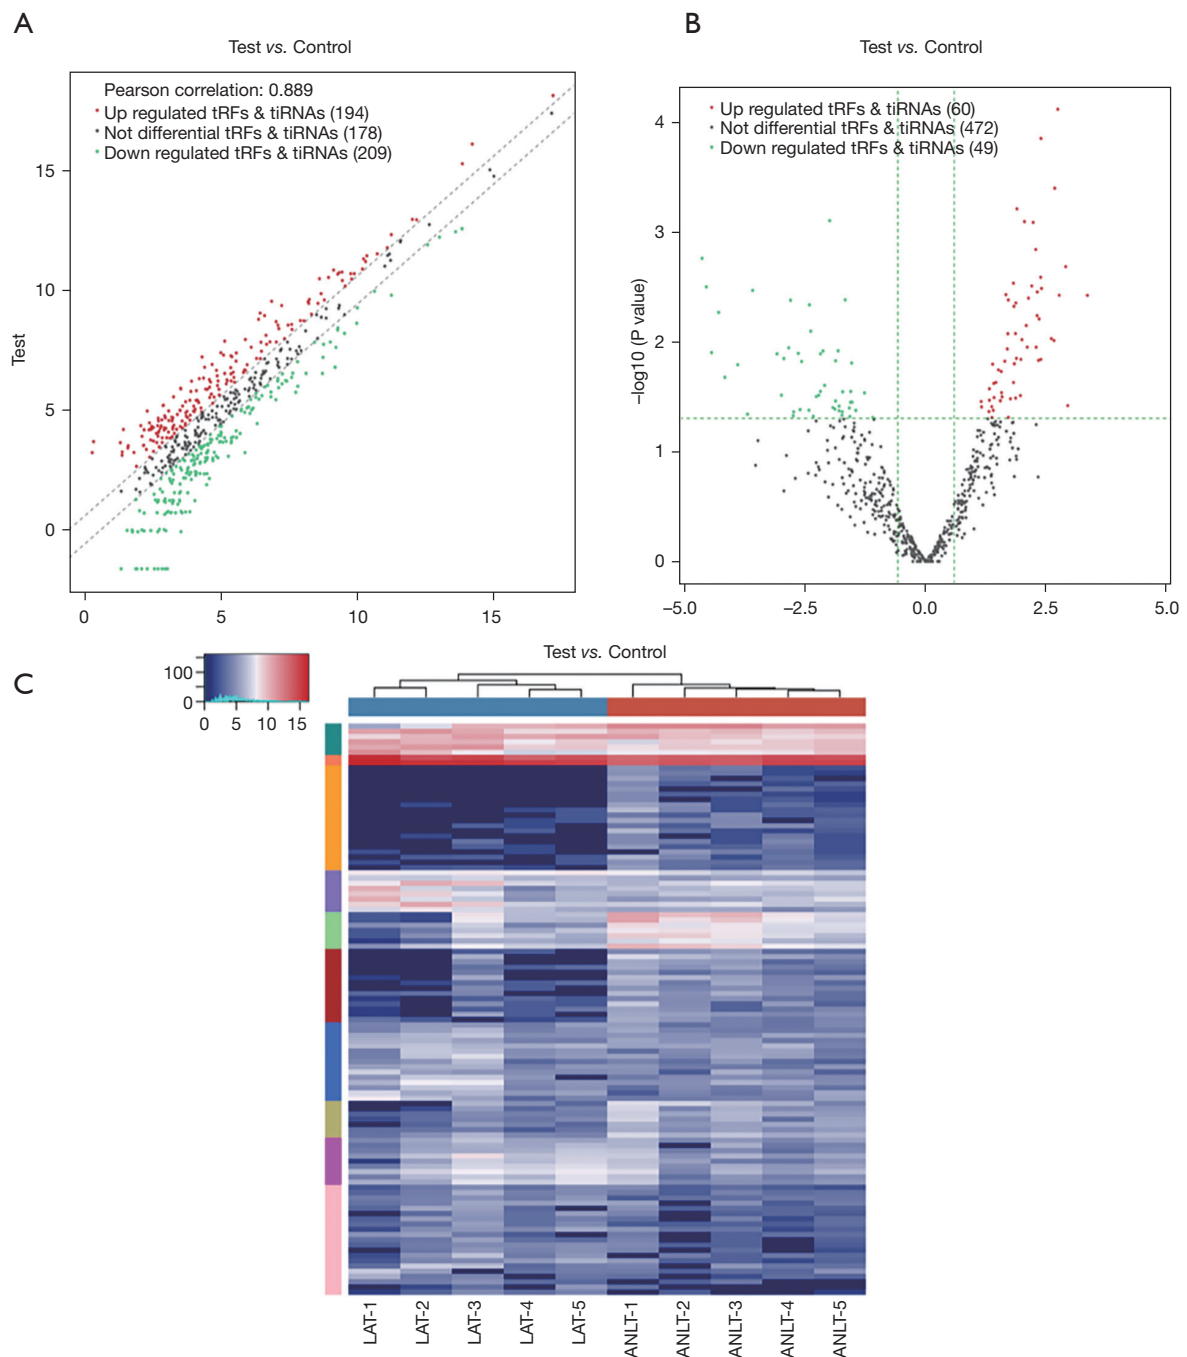 A
Test vs. Control
Pearson correlation: 0.889
Up regulated tRFs & tiRNAs (194)
Not differential tRFs & tiRNAs (178)
Down regulated tRFs & tiRNAs (209)
Test
15
10
5
0
0 5 10 15
B
Test vs. Control
Up regulated tRFs & tiRNAs (60)
Not differential tRFs & tiRNAs (472)
Down regulated tRFs & tiRNAs (49)
–log10 (P value)
4
3
2
1
0
–5.0 –2.5 0.0 2.5 5.0
C
Test vs. Control
100
0
0 5 10 15
LAT-1
LAT-2
LAT-3
LAT-4
LAT-5
ANLT-1
ANLT-2
ANLT-3
ANLT-4
ANLT-5